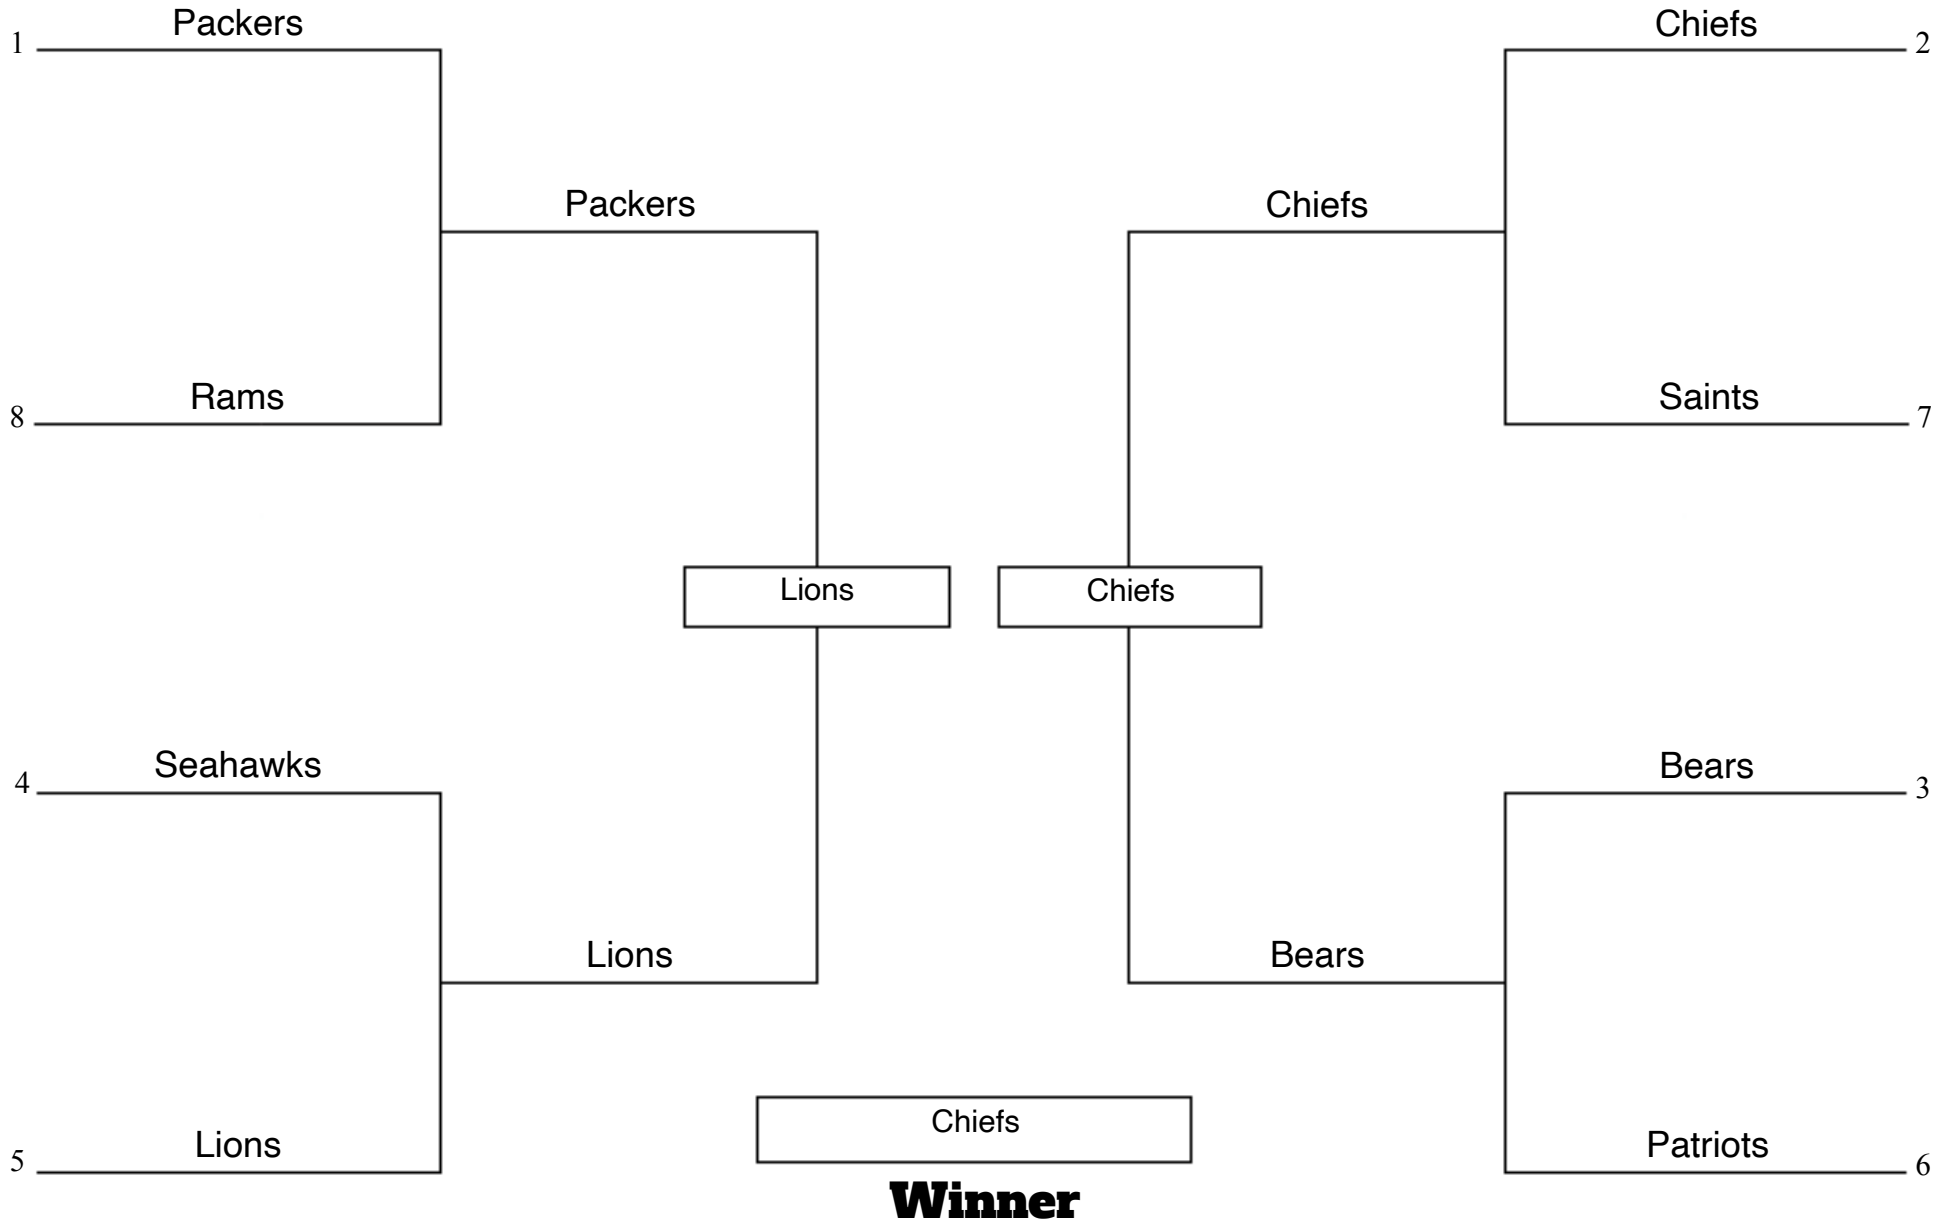 Packers
1
Chiefs
2
Packers
Chiefs
Rams
8
Saints
7
Lions
Chiefs
Seahawks
4
Bears
3
Lions
Bears
Chiefs
Lions
5
Patriots
6
Winner